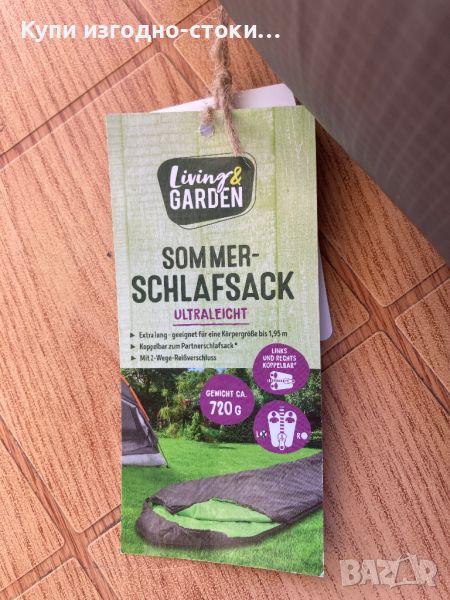 Купи изгодно-стоки...
Living &
GARDEN
SOMMER-
SCHLAFSACK
ULTRALEICHT
▸ Extra lang - geeignet für eine Körpergröße bis 1,95 m
▸ Koppelbar zum Partnerschlafsack*
▸ Mit 2-Wege-Reißverschluss
LINKS
UND RECHTS
KOPPELBAR*
GEWICHT CA.
720 G
L R
BAZAR